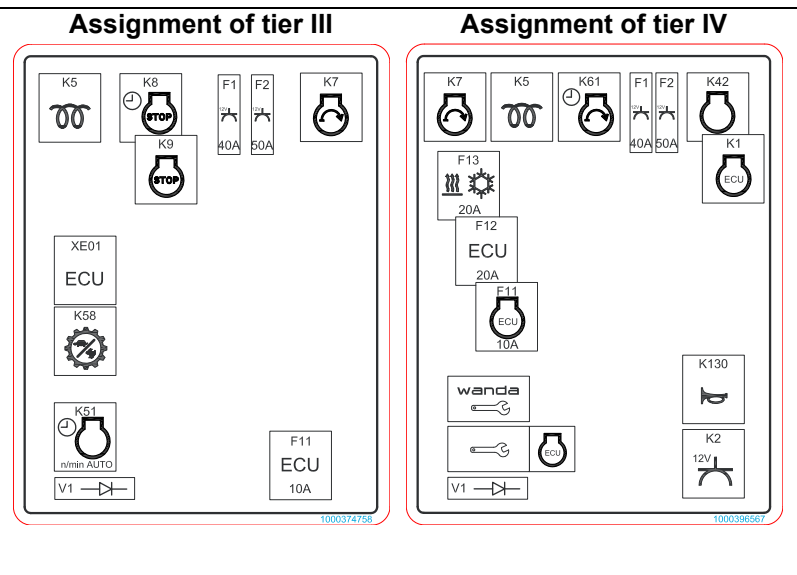 Assignment of tier III
K5
K8
STOP
K9
STOP
F1
12V
40A
F2
12V
50A
K7
XE01
ECU
K58
K51
n/min AUTO
V1
F11
ECU
10A
1000374758
Assignment of tier IV
K7
K5
K61
F1
12V
40A
F2
12V
50A
K42
K1
ECU
F13
20A
F12
ECU
20A
F11
ECU
10A
wanda
ECU
V1
K130
K2
12V
1000396567